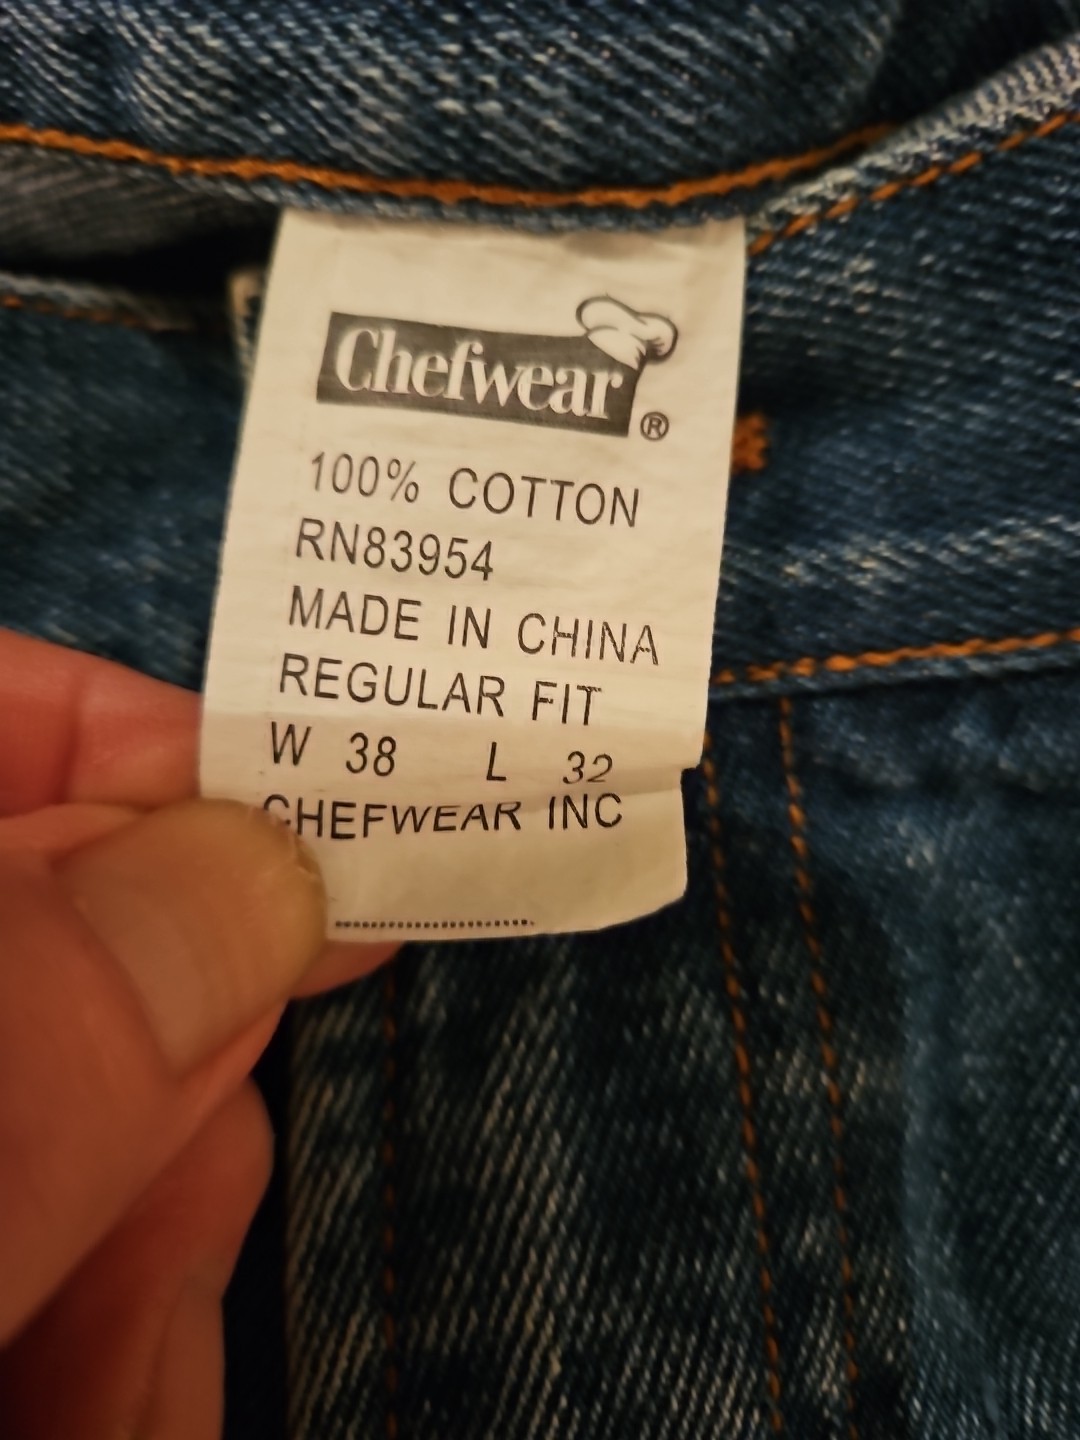 Chefwear®
100% COTTON
RN83954
MADE IN CHINA
REGULAR FIT
W 38 L 32
CHEFWEAR INC